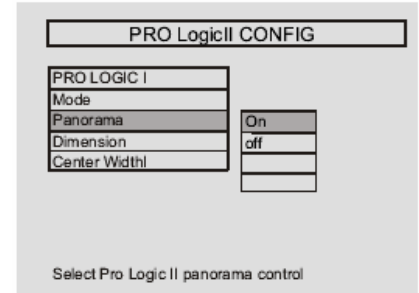 PRO LogicII CONFIG
PRO LOGIC I
Mode
Panorama
On
Dimension
off
Center Widthl
Select Pro Logic II panorama control